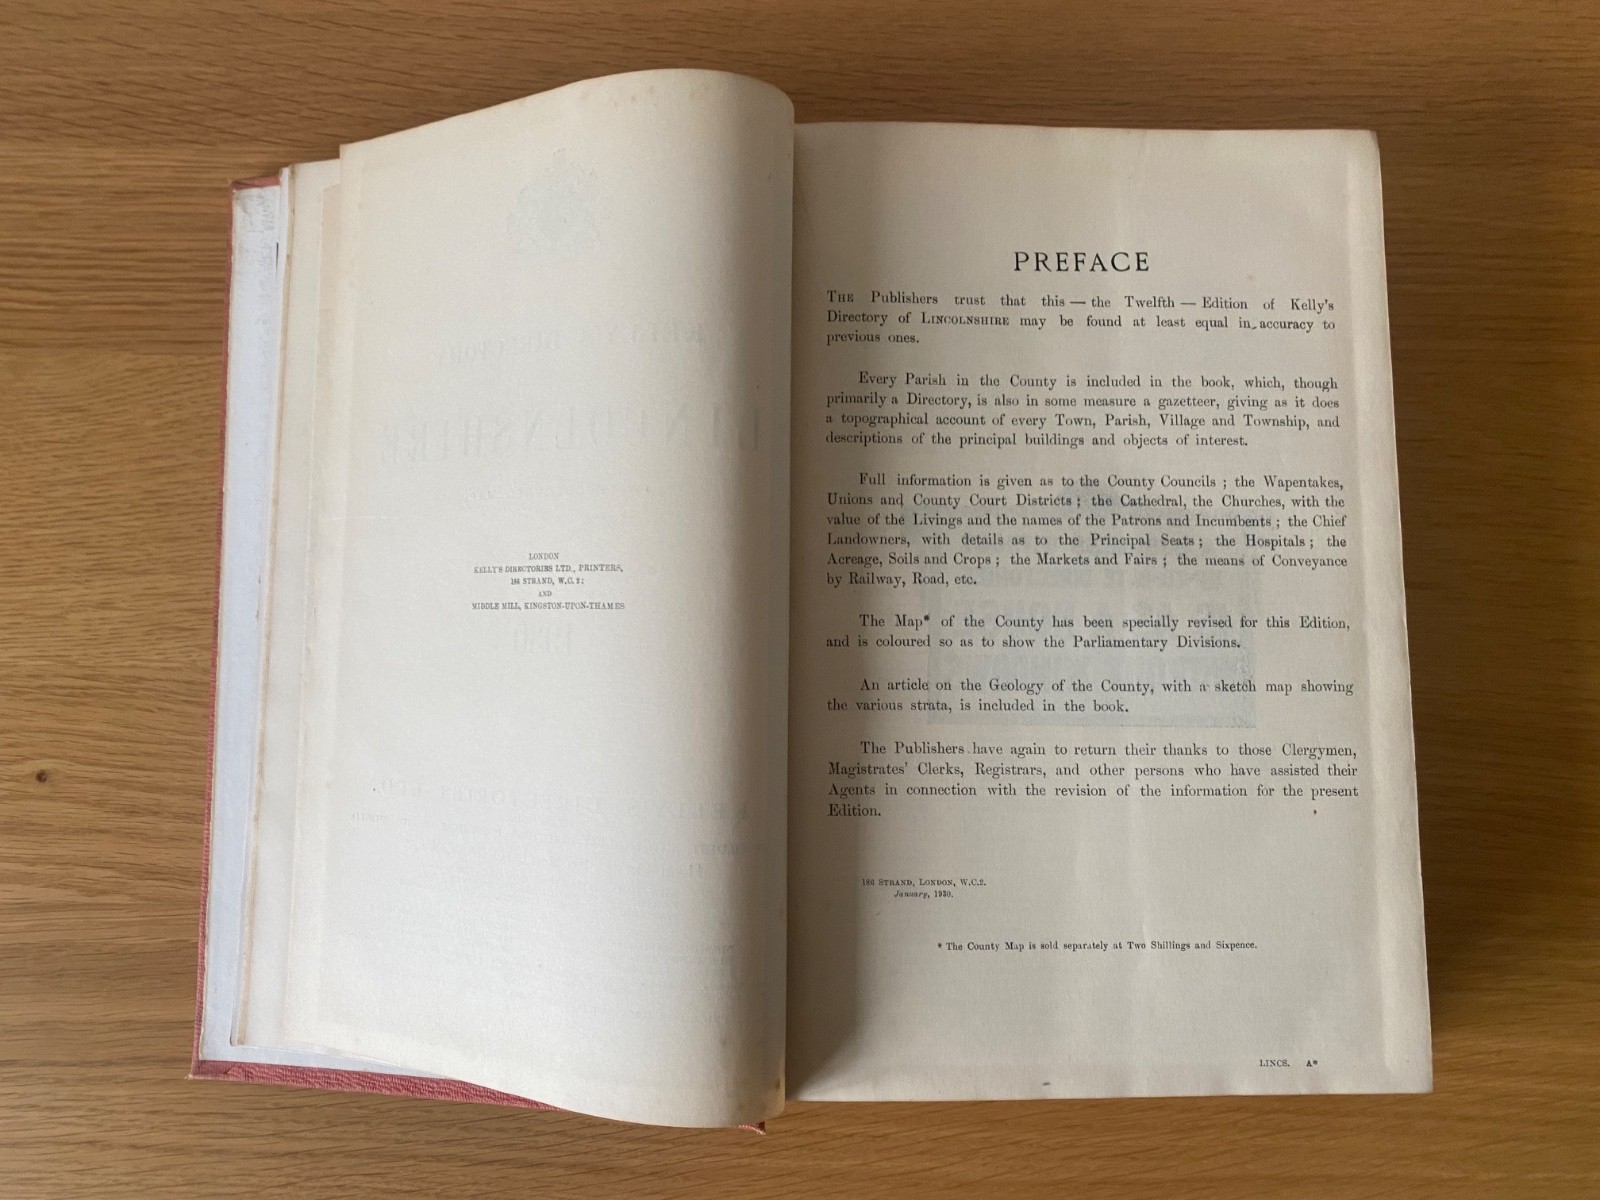 LONDON
KELLY'S DIRECTORIES LTD., PRINTERS,
186 STRAND, W.C. 2:
AND
MIDDLE MILL, KINGSTON-UPON-THAMES
PREFACE
THE Publishers trust that this — the Twelfth — Edition of Kelly's
Directory of LINCOLNSHIRE may be found at least equal in accuracy to
previous ones.
Every Parish in the County is included in the book, which, though
primarily a Directory, is also in some measure a gazetteer, giving as it does
a topographical account of every Town, Parish, Village and Township, and
descriptions of the principal buildings and objects of interest.
Full information is given as to the County Councils ; the Wapentakes,
Unions and County Court Districts ; the Cathedral, the Churches, with the
value of the Livings and the names of the Patrons and Incumbents ; the Chief
Landowners, with details as to the Principal Seats ; the Hospitals ; the
Acreage, Soils and Crops ; the Markets and Fairs ; the means of Conveyance
by Railway, Road, etc.
The Map* of the County has been specially revised for this Edition,
and is coloured so as to show the Parliamentary Divisions.
An article on the Geology of the County, with a sketch map showing
the various strata, is included in the book.
The Publishers have again to return their thanks to those Clergymen,
Magistrates' Clerks, Registrars, and other persons who have assisted their
Agents in connection with the revision of the information for the present
Edition.
186 STRAND, LONDON, W.C.2.
January, 1930.
* The County Map is sold separately at Two Shillings and Sixpence.
LINCS. A*